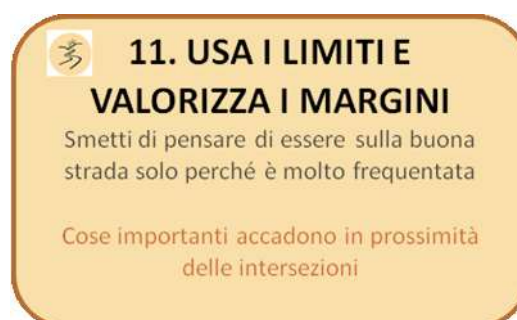 11. USA I LIMITI E
VALORIZZA I MARGINI
Smetti di pensare di essere sulla buona
strada solo perché è molto frequentata
Cose importanti accadono in prossimità
delle intersezioni